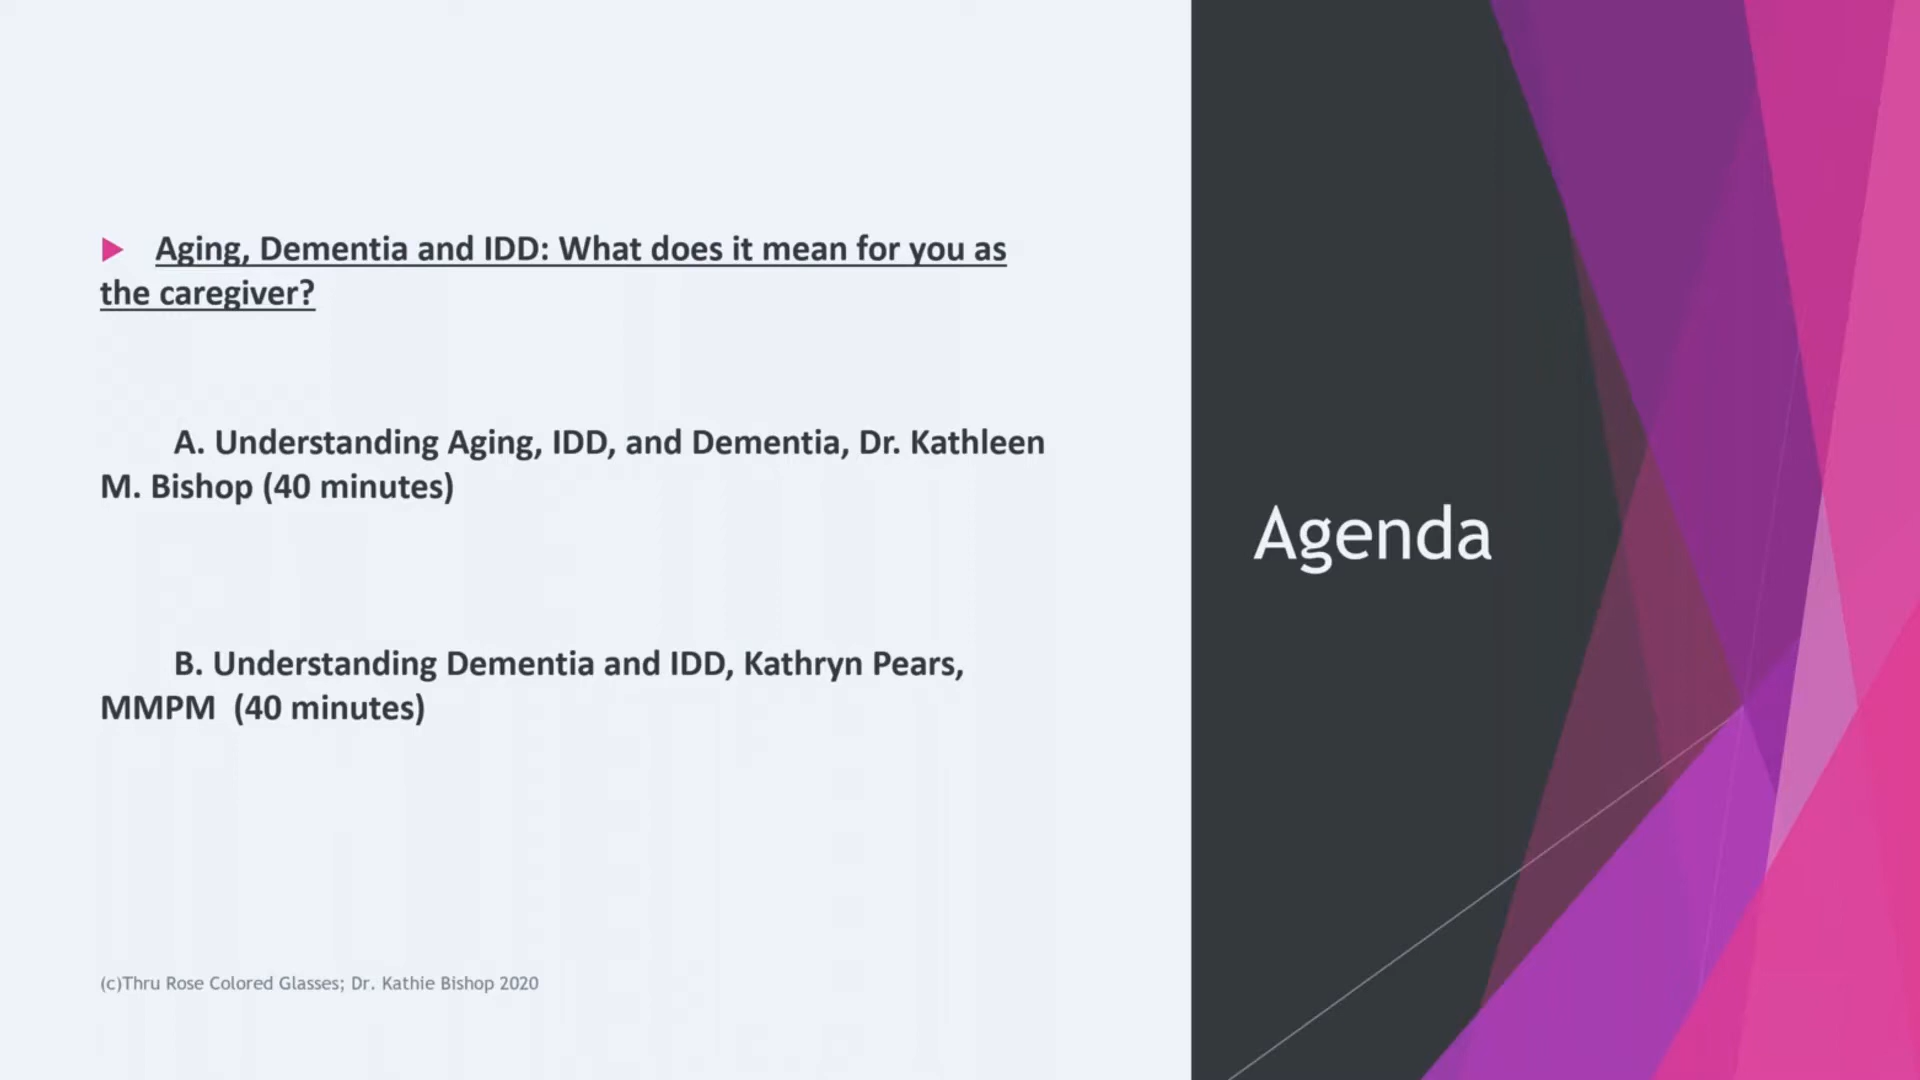 Aging, Dementia and IDD: What does it mean for you as
the caregiver?
A. Understanding Aging, IDD, and Dementia, Dr. Kathleen
M. Bishop (40 minutes)
B. Understanding Dementia and IDD, Kathryn Pears,
MMPM  (40 minutes)
(c)Thru Rose Colored Glasses; Dr. Kathie Bishop 2020
Agenda